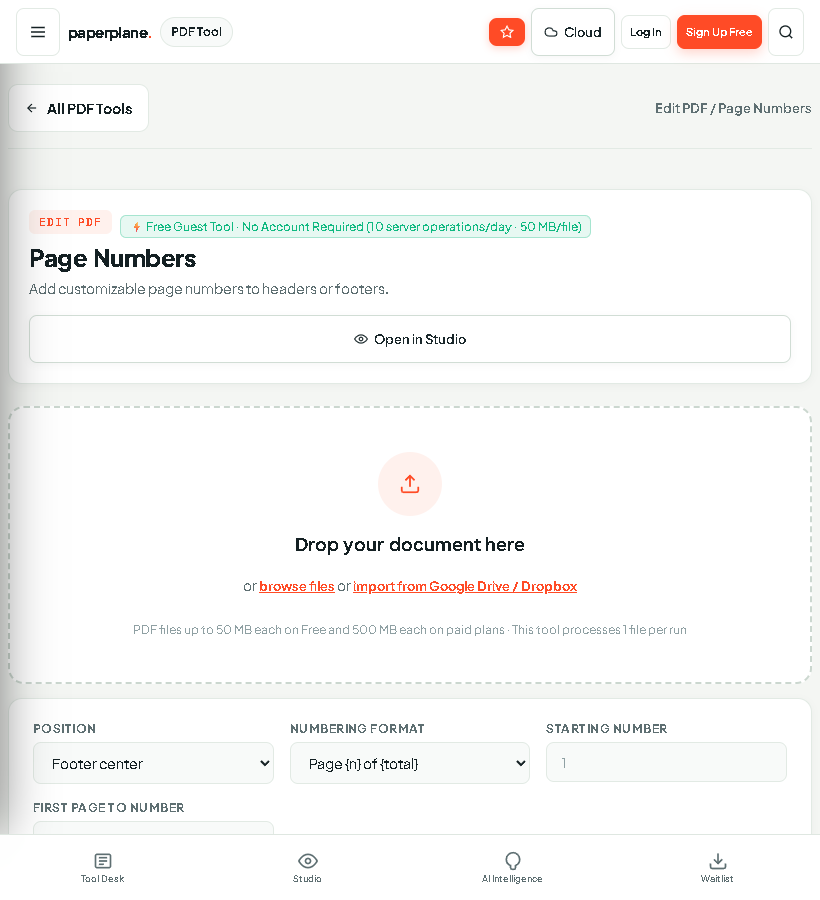 paperplane. PDF Tool Cloud Log In Sign Up Free
All PDF Tools Edit PDF / Page Numbers
EDIT PDF Free Guest Tool · No Account Required (10 server operations/day · 50 MB/file)
Page Numbers
Add customizable page numbers to headers or footers.
Open in Studio
Drop your document here
or browse files or import from Google Drive / Dropbox
PDF files up to 50 MB each on Free and 500 MB each on paid plans · This tool processes 1 file per run
POSITION NUMBERING FORMAT STARTING NUMBER
Footer center Page {n} of {total} 1
FIRST PAGE TO NUMBER
Tool Desk Studio AI Intelligence Waitlist